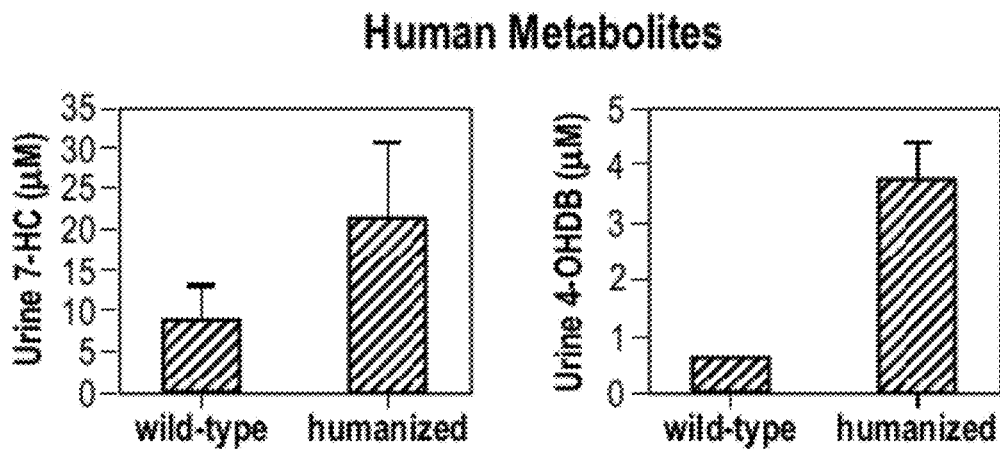 Human Metabolites
Urine 7-HC (µM)
35
30
25
20
15
10
5
0
wild-type humanized
Urine 4-OHDB (µM)
5
4
3
2
1
0
wild-type humanized